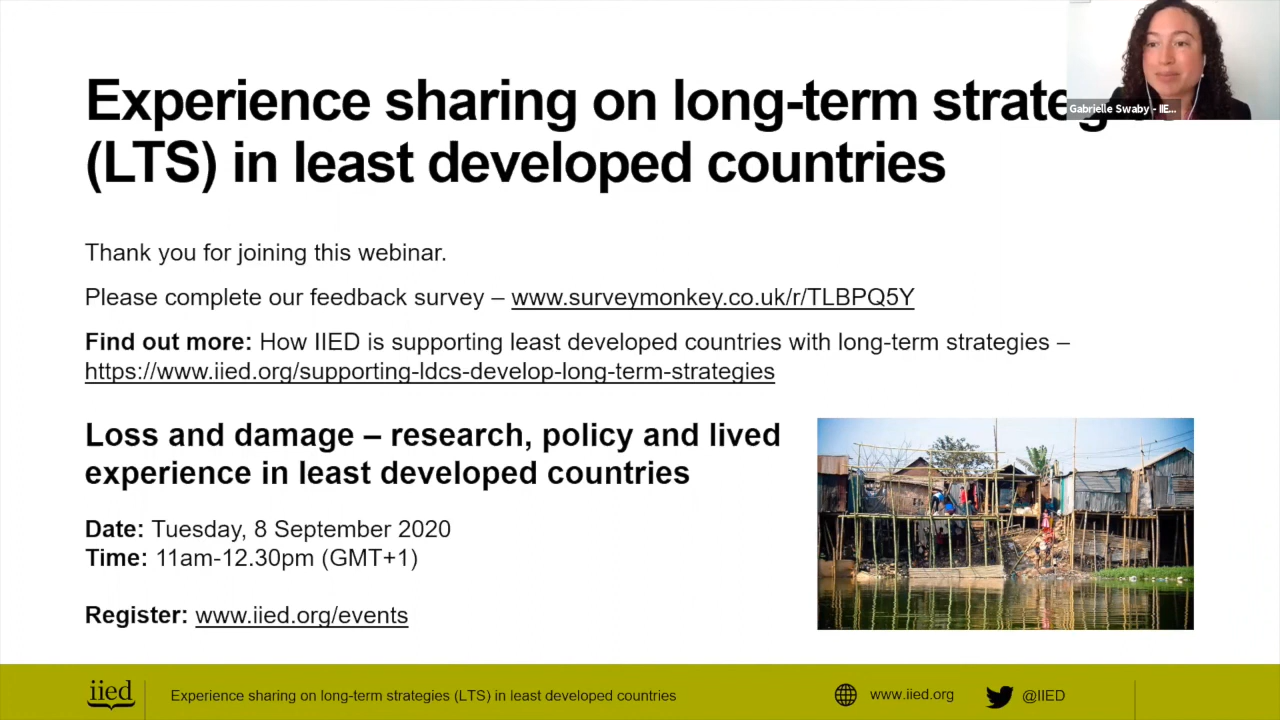 Experience sharing on long-term
(LTS) in least developed countries
Gabrielle Swaby - IIE...
Thank you for joining this webinar.
Please complete our feedback survey – www.surveymonkey.co.uk/r/TLBPQ5Y
Find out more: How IIED is supporting least developed countries with long-term strategies –
https://www.iied.org/supporting-ldcs-develop-long-term-strategies
Loss and damage – research, policy and lived
experience in least developed countries
Date: Tuesday, 8 September 2020
Time: 11am-12.30pm (GMT+1)
Register: www.iied.org/events
iied
Experience sharing on long-term strategies (LTS) in least developed countries
www.iied.org
@IIED